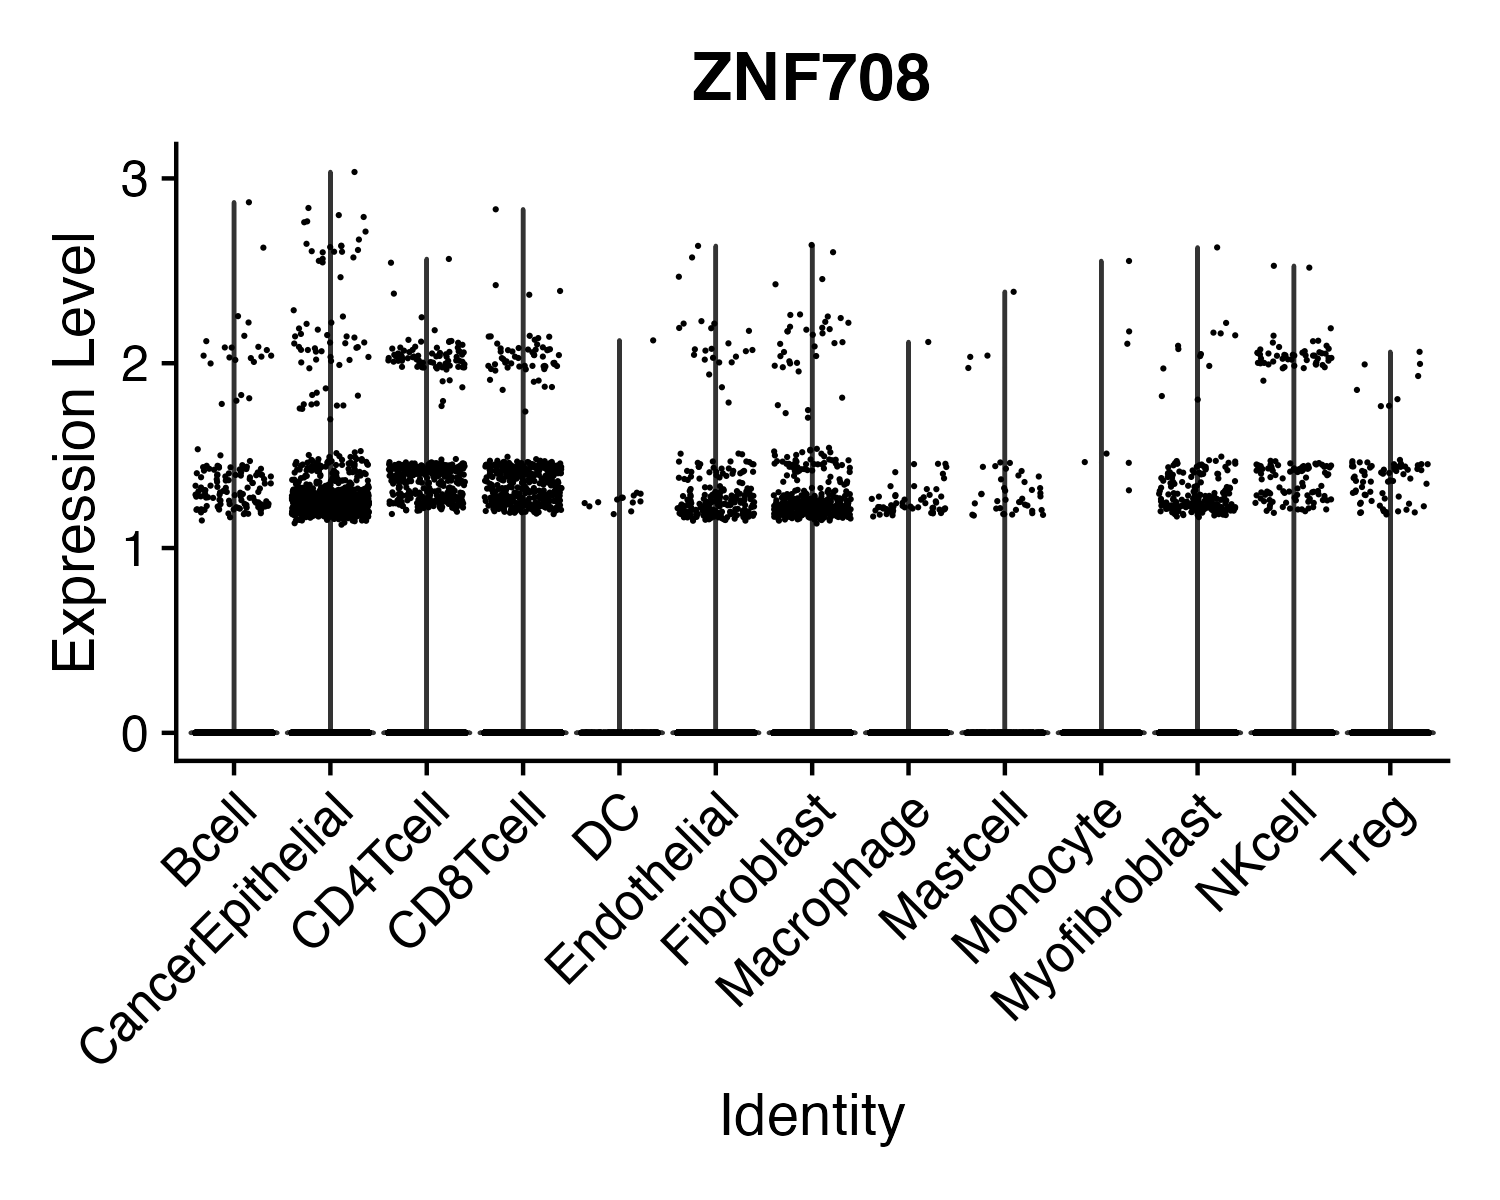 ZNF708
Expression Level
3
2
1
0
Bcell
CancerEpithelial
CD4Tcell
CD8Tcell
DC
Endothelial
Fibroblast
Macrophage
Mastcell
Monocyte
Myofibroblast
NKcell
Treg
Identity